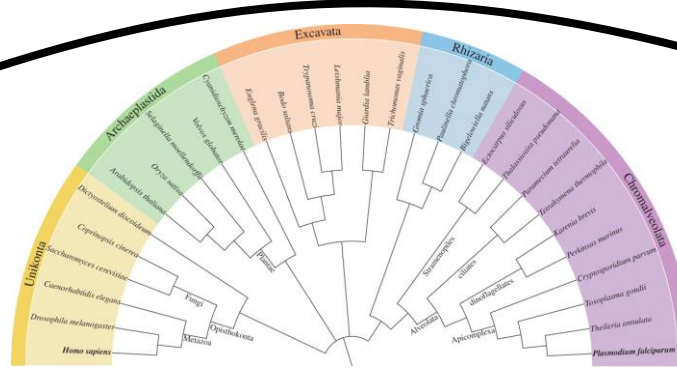 Unikonta
Archaeplastida
Excavata
Rhizaria
Chromalveolata
Homo sapiens
Drosophila melanogaster
Caenorhabditis elegans
Saccharomyces cerevisiae
Coprinopsis cinerea
Dictyostelium discoideum
Arabidopsis thaliana
Oryza sativa
Selaginella moellendorffii
Volvox globator
Cyanidioschyzon merolae
Euglena gracilis
Bodo saltans
Trypanosoma cruzi
Leishmania major
Giardia lamblia
Trichomonas vaginalis
Gromia sphaerica
Paulinella chromatophora
Bigelowiella natans
Ectocarpus siliculosus
Thalassiosira pseudonana
Paramecium tetraurelia
Tetrahymena thermophila
Karenia brevis
Perkinsus marinus
Cryptosporidium parvum
Toxoplasma gondii
Theileria annulata
Plasmodium falciparum
Metazoa
Fungi
Opisthokonta
Plantae
Stramenopiles
Alveolata
ciliates
dinoflagellates
Apicomplexa